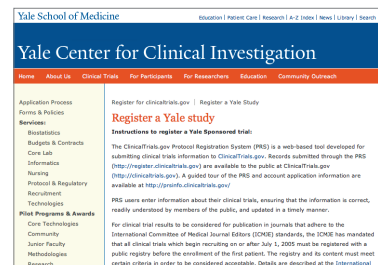 Yale School of Medicine
Education | Patient Care | Research | A-Z Index | News | Library | Search
Yale Center for Clinical Investigation
Home About Us Clinical Trials For Participants For Researchers Education Community Outreach
Application Process
Forms & Policies
Services:
Biostatistics
Budgets & Contracts
Core Lab
Informatics
Nursing
Protocol & Regulatory
Recruitment
Technologies
Pilot Programs & Awards
Core Technologies
Community
Junior Faculty
Methodologies
Research
Register for clinicaltrials.gov | Register a Yale Study
Register a Yale study
Instructions to register a Yale Sponsored trial:
The ClinicalTrials.gov Protocol Registration System (PRS) is a web-based tool developed for
submitting clinical trials information to ClinicalTrials.gov. Records submitted through the PRS
(http://register.clinicaltrials.gov) are available to the public at ClinicalTrials.gov
(http://clinicaltrials.gov). A guided tour of the PRS and account application information are
available at http://prsinfo.clinicaltrials.gov/
PRS users enter information about their clinical trials, ensuring that the information is correct,
readily understood by members of the public, and updated in a timely manner.
For clinical trial results to be considered for publication in journals that adhere to the
International Committee of Medical Journal Editors (ICMJE) standards, the ICMJE has mandated
that all clinical trials which begin recruiting on or after July 1, 2005 must be registered with a
public registry before the enrollment of the first patient. The registry and its content must meet
certain criteria in order to be considered acceptable. Details are described at the International